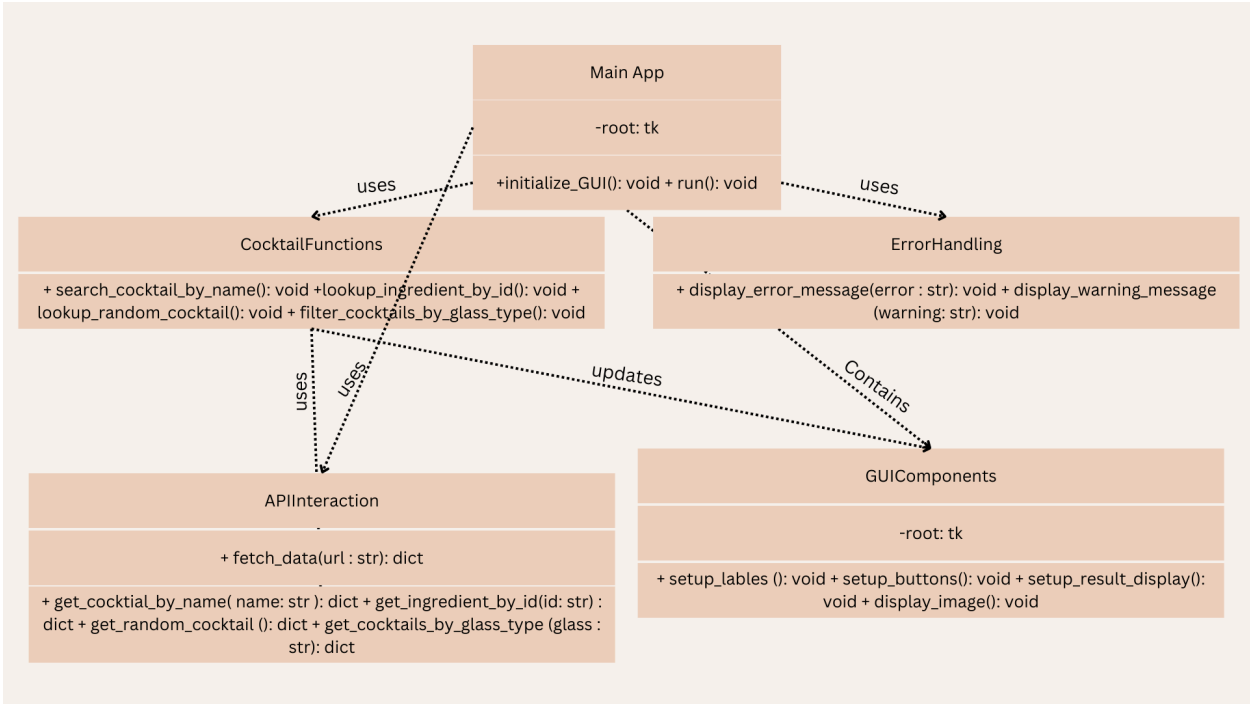 Main App
-root: tk
+initialize_GUI(): void + run(): void
uses
uses
CocktailFunctions
+ search_cocktail_by_name(): void +lookup_ingredient_by_id(): void +
lookup_random_cocktail(): void + filter_cocktails_by_glass_type(): void
ErrorHandling
+ display_error_message(error : str): void + display_warning_message
(warning: str): void
uses
uses
updates
Contains
APIInteraction
+ fetch_data(url : str): dict
+ get_cocktial_by_name( name: str ): dict + get_ingredient_by_id(id: str) :
dict + get_random_cocktail (): dict + get_cocktails_by_glass_type (glass :
str): dict
GUIComponents
-root: tk
+ setup_lables (): void + setup_buttons(): void + setup_result_display():
void + display_image(): void